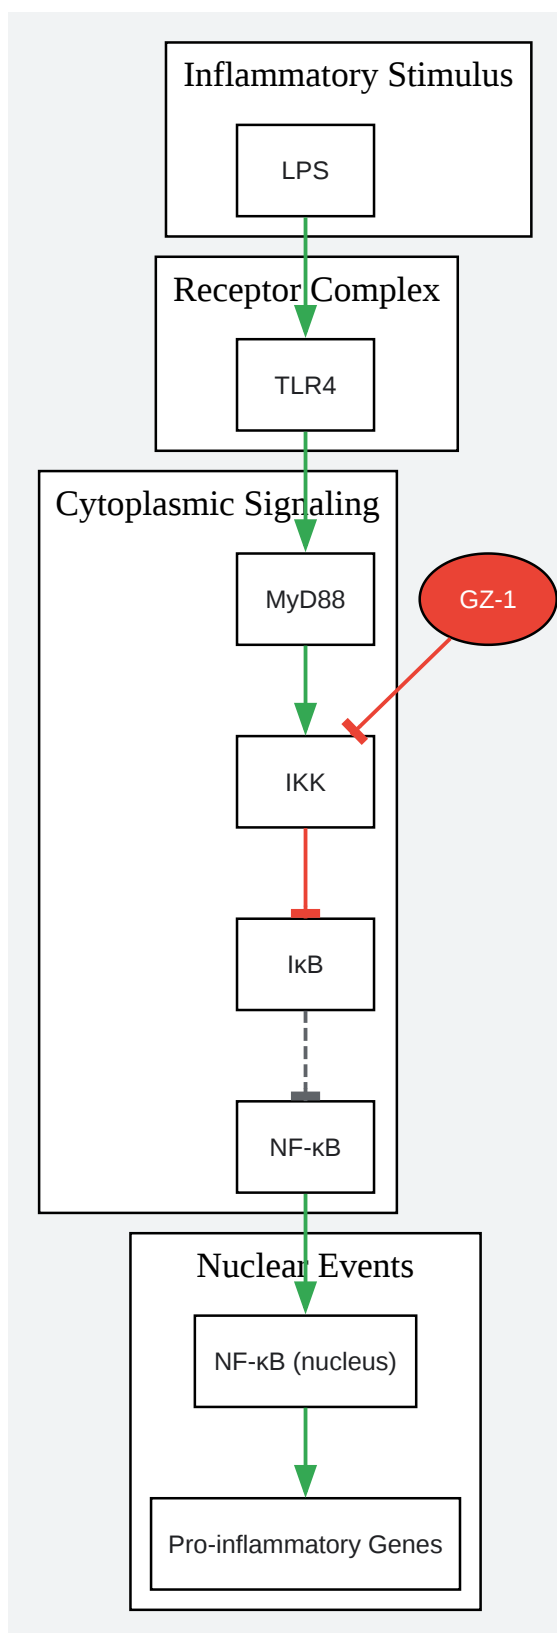 Inflammatory Stimulus
LPS
Receptor Complex
TLR4
Cytoplasmic Signaling
MyD88
GZ-1
IKK
IκB
NF-κB
Nuclear Events
NF-κB (nucleus)
Pro-inflammatory Genes